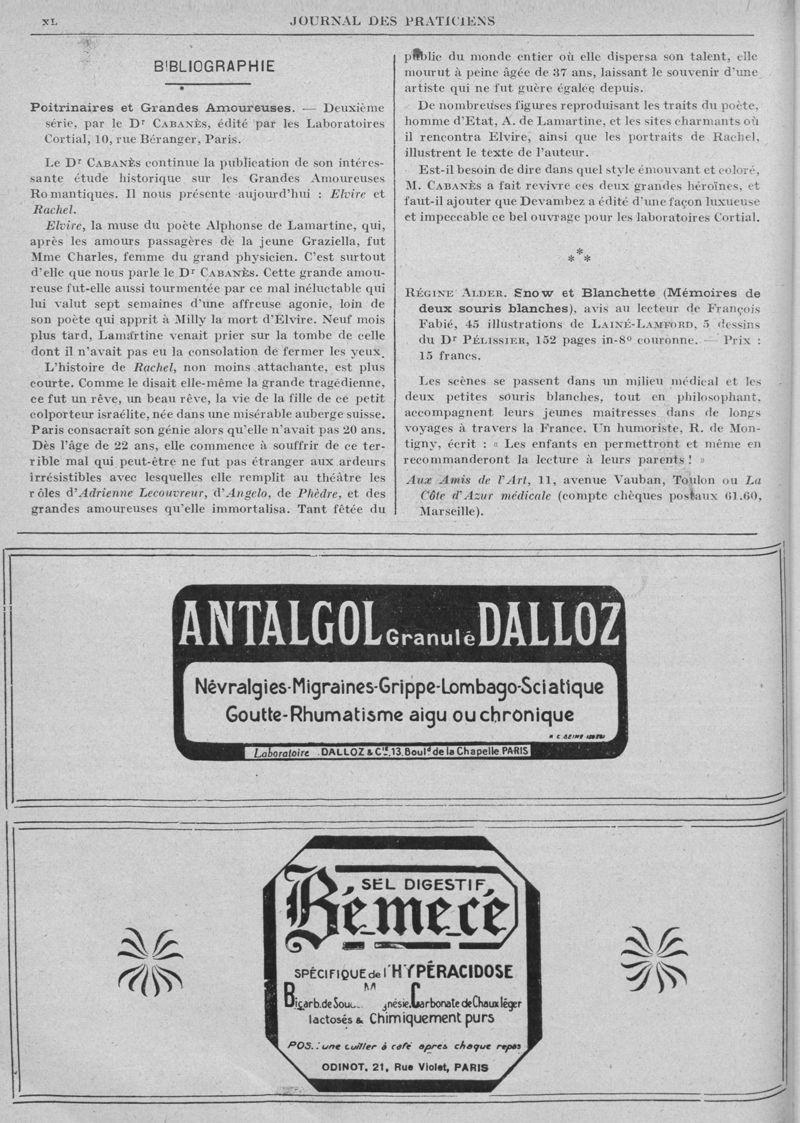 XL
JOURNAL DES PRATICIENS
BIBLIOGRAPHIE
Poitrinaires et Grandes Amoureuses. — Deuxième
série, par le Dr CABANÈS, édité par les Laboratoires
Cortial, 10, rue Béranger, Paris.
Le Dr CABANÈS continue la publication de son intéres-
sante étude historique sur les Grandes Amoureuses
Romantiques. Il nous présente aujourd'hui : Elvire et
Rachel.
Elvire, la muse du poète Alphonse de Lamartine, qui,
après les amours passagères de la jeune Graziella, fut
Mme Charles, femme du grand physicien. C'est surtout
d'elle que nous parle le Dr CABANÈS. Cette grande amou-
reuse fut-elle aussi tourmentée par ce mal inéluctable qui
lui valut sept semaines d'une affreuse agonie, loin de
son poète qui apprit à Milly la mort d'Elvire. Neuf mois
plus tard, Lamartine venait prier sur la tombe de celle
dont il n'avait pas eu la consolation de fermer les yeux.
L'histoire de Rachel, non moins attachante, est plus
courte. Comme le disait elle-même la grande tragédienne,
ce fut un rêve, un beau rêve, la vie de la fille de ce petit
colporteur israélite, née dans une misérable auberge suisse.
Paris consacrait son génie alors qu'elle n'avait pas 20 ans.
Dès l'âge de 22 ans, elle commence à souffrir de ce ter-
rible mal qui peut-être ne fut pas étranger aux ardeurs
irrésistibles avec lesquelles elle remplit au théâtre les
rôles d'Adrienne Lecouvreur, d'Angelo, de Phèdre, et des
grandes amoureuses qu'elle immortalisa. Tant fêtée du
public du monde entier où elle dispersa son talent, elle
mourut à peine âgée de 37 ans, laissant le souvenir d'une
artiste qui ne fut guère égalée depuis.
De nombreuses figures reproduisant les traits du poète,
homme d'Etat, A. de Lamartine, et les sites charmants où
il rencontra Elvire, ainsi que les portraits de Rachel,
illustrent le texte de l'auteur.
Est-il besoin de dire dans quel style émouvant et coloré,
M. CABANÈS a fait revivre ces deux grandes héroïnes, et
faut-il ajouter que Devambez a édité d'une façon luxueuse
et impeccable ce bel ouvrage pour les laboratoires Cortial.
***
RÉGINE ALDER. Snow et Blanchette (Mémoires de
deux souris blanches), avis au lecteur de François
Fabié, 45 illustrations de LAINÉ-LAMFORD, 5 dessins
du Dr PÉLISSIER, 152 pages in-8° couronne. — Prix :
15 francs.
Les scènes se passent dans un milieu médical et les
deux petites souris blanches, tout en philosophant,
accompagnent leurs jeunes maitresses dans de longs
voyages à travers la France. Un humoriste, R. de Mon-
tigny, écrit : « Les enfants en permettront et même en
recommanderont la lecture à leurs parents ! »
Aux Amis de l'Art, 11, avenue Vauban, Toulon ou La
Côte d'Azur médicale (compte chèques postaux 61.60,
Marseille).
ANTALGOL Granulé DALLOZ
Névralgies-Migraines-Grippe-Lombago-Sciatique
Goutte-Rhumatisme aigu ou chronique
Laboratoire DALLOZ & Cie. 13. Bould de la Chapelle PARIS
SEL DIGESTIF
Bémecé
SPÉCIFIQUE de l'HYPÉRACIDOSE
Bicarb. de Carbonate de Chaux léger
lactosés & Chimiquement purs
POS. : une cuiller à café apres chaque repas
ODINOT, 21, Rue Violet, PARIS